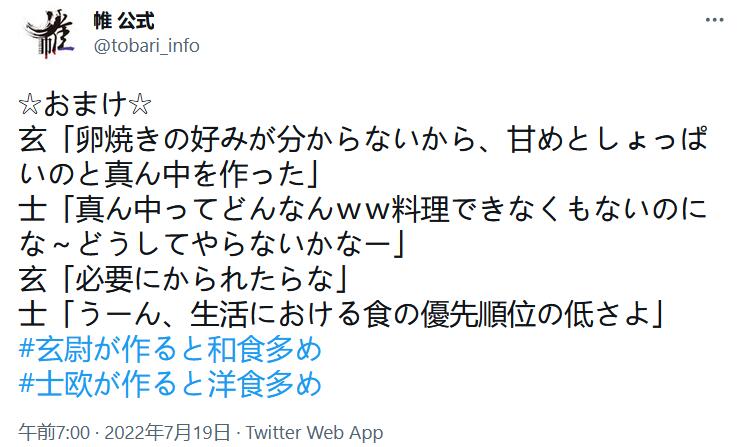 帷 公式
@tobari_info
☆おまけ☆
玄「卵焼きの好みが分からないから、甘めとしょっぱ
いのと真ん中を作った」
士「真ん中ってどんなんｗｗ料理できなくもないのに
な～どうしてやらないかなー」
玄「必要にかられたらな」
士「うーん、生活における食の優先順位の低さよ」
#玄尉が作ると和食多め
#士欧が作ると洋食多め
午前7:00 · 2022年7月19日 · Twitter Web App